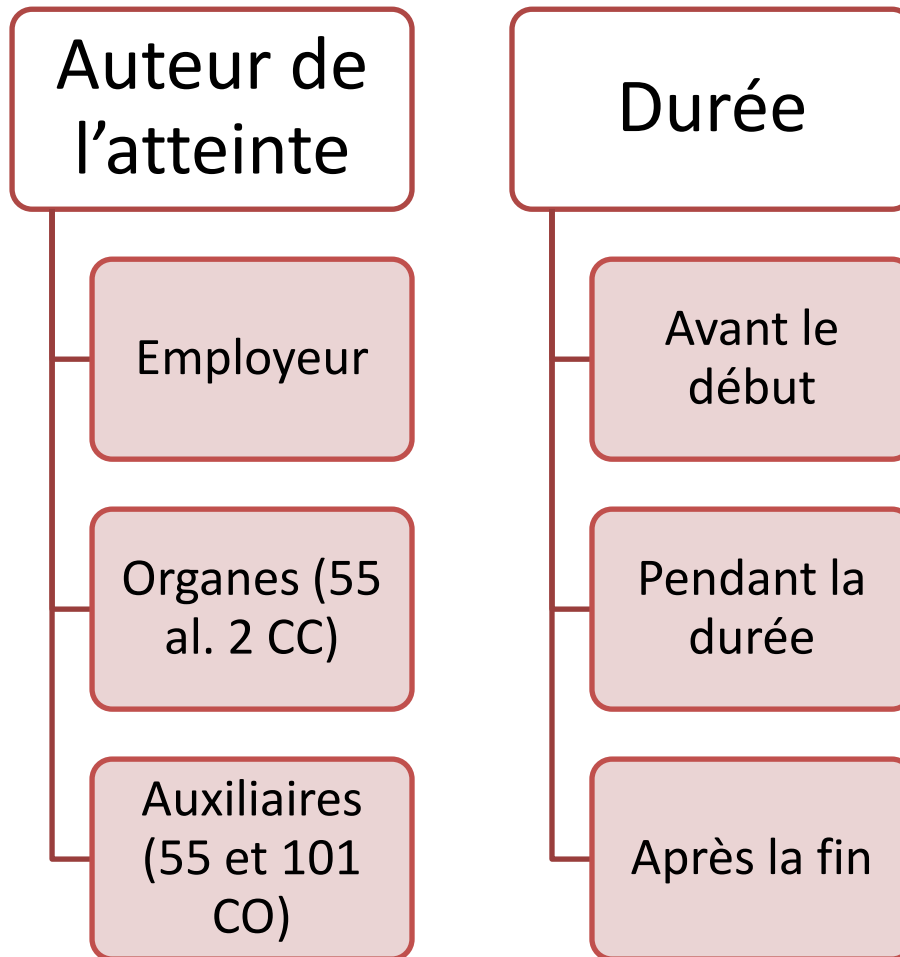 Auteur de
l’atteinte
Employeur
Organes (55
al. 2 CC)
Auxiliaires
(55 et 101
CO)
Durée
Avant le
début
Pendant la
durée
Après la fin